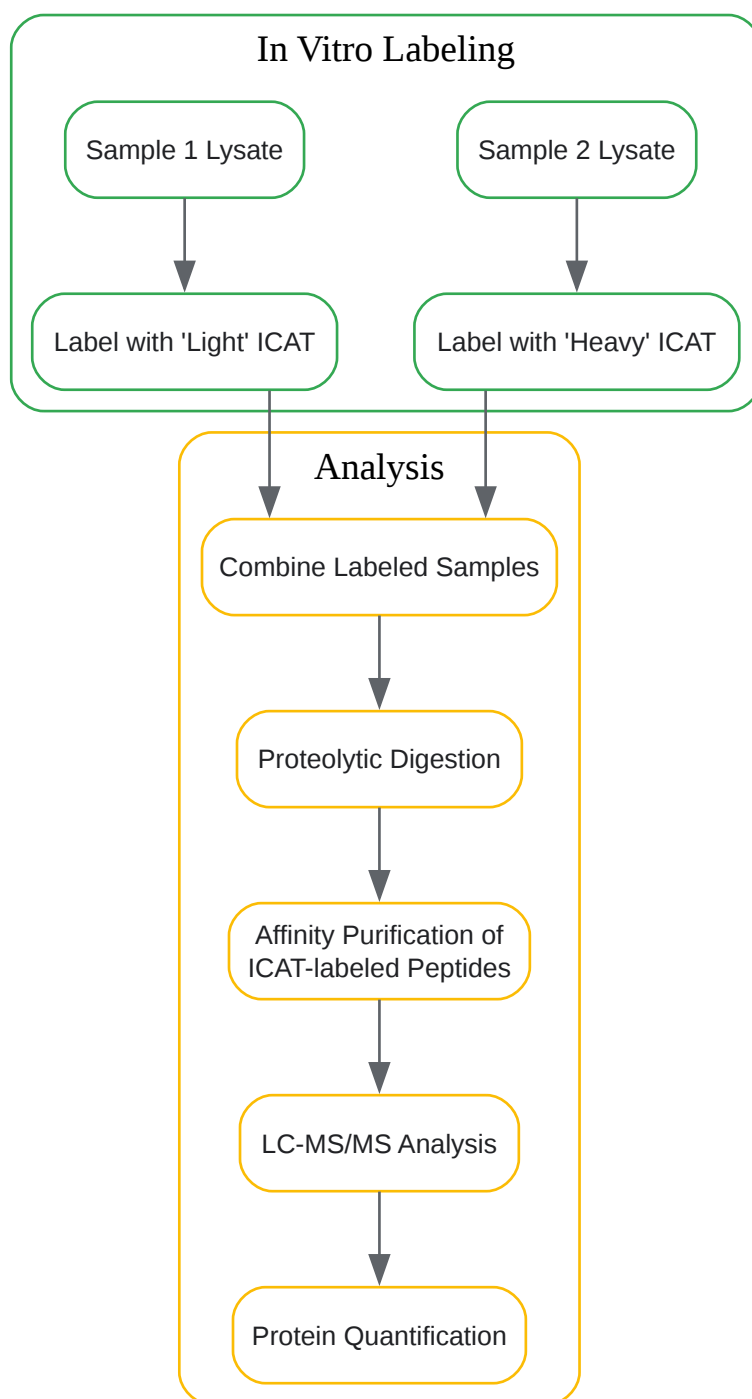 In Vitro Labeling
Sample 1 Lysate
Sample 2 Lysate
Label with 'Light' ICAT
Label with 'Heavy' ICAT
Analysis
Combine Labeled Samples
Proteolytic Digestion
Affinity Purification of
ICAT-labeled Peptides
LC-MS/MS Analysis
Protein Quantification